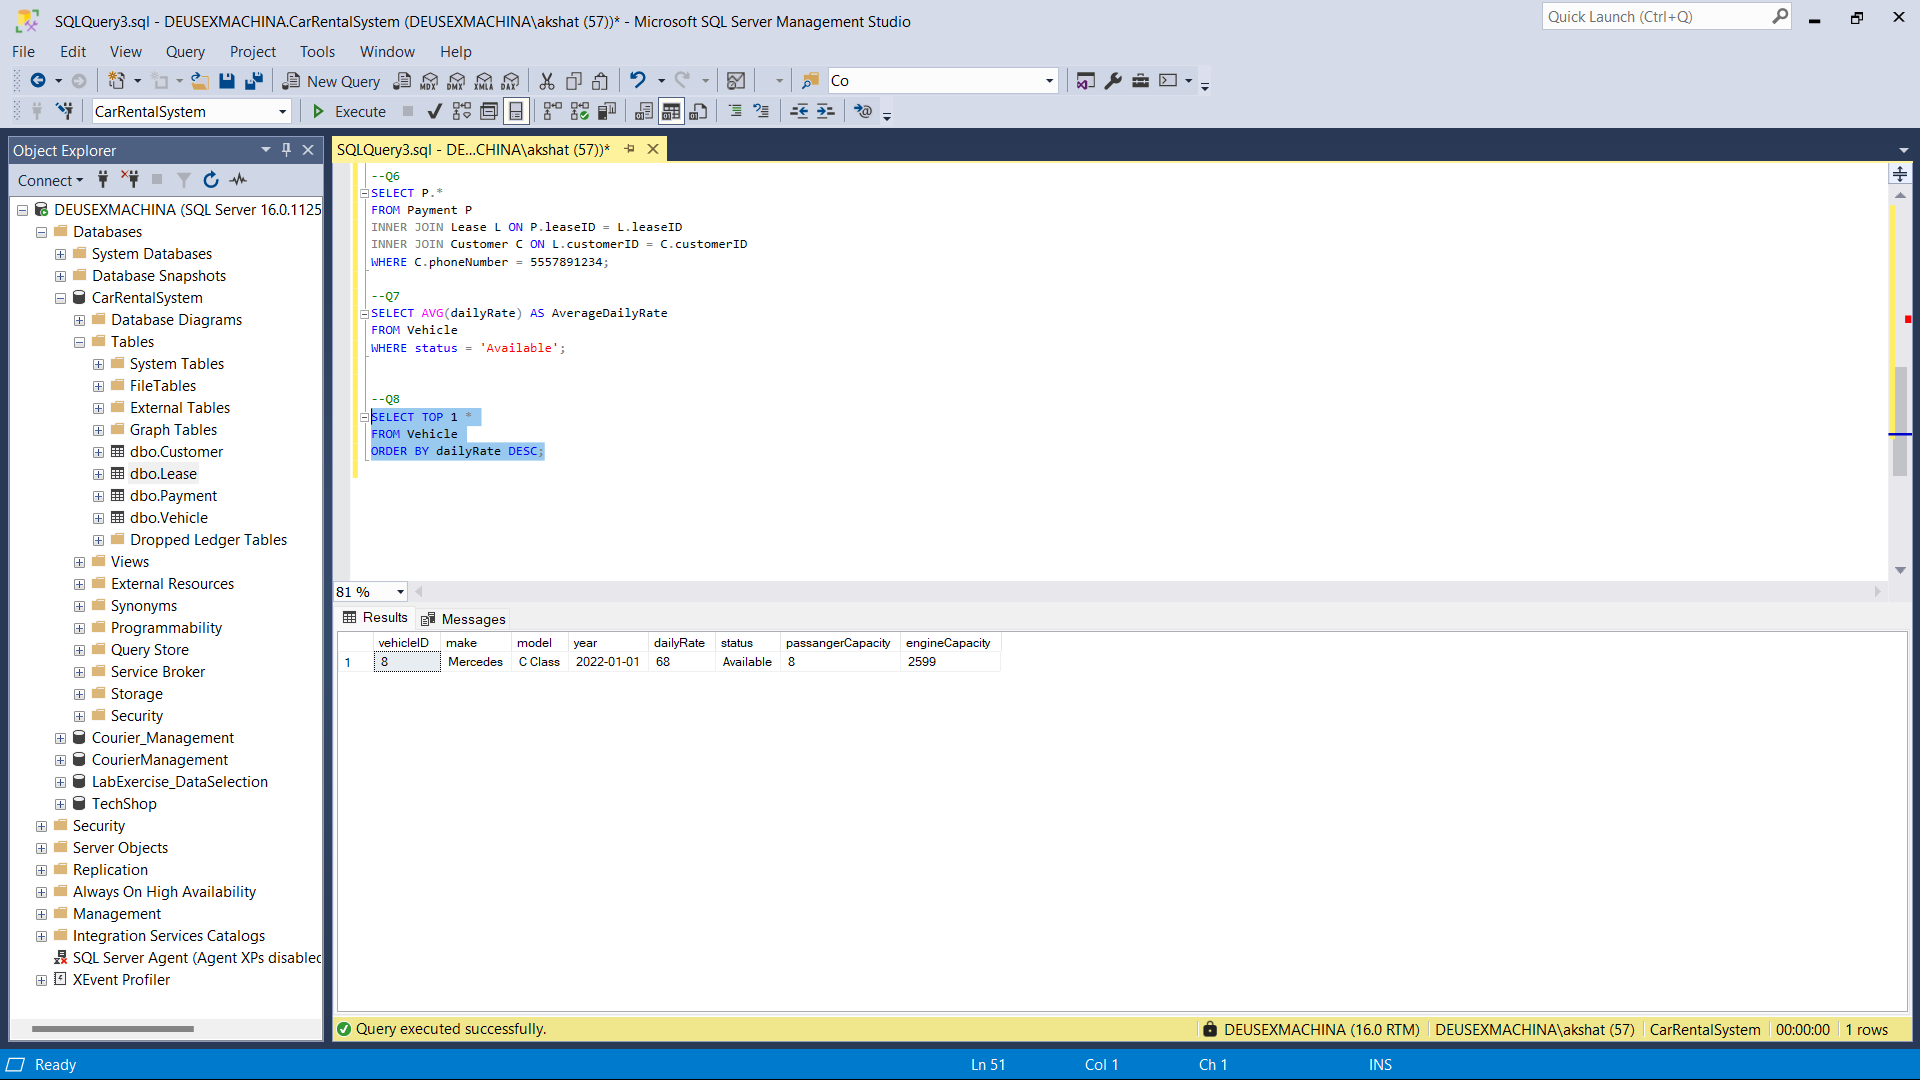 SQLQuery3.sql - DEUSEXMACHINA.CarRentalSystem (DEUSEXMACHINA\akshat (57))* - Microsoft SQL Server Management Studio
Quick Launch (Ctrl+Q)
File Edit View Query Project Tools Window Help
New Query MDX DMX XMLA DAX Co
CarRentalSystem Execute
Object Explorer
Connect
DEUSEXMACHINA (SQL Server 16.0.1125
Databases
System Databases
Database Snapshots
CarRentalSystem
Database Diagrams
Tables
System Tables
FileTables
External Tables
Graph Tables
dbo.Customer
dbo.Lease
dbo.Payment
dbo.Vehicle
Dropped Ledger Tables
Views
External Resources
Synonyms
Programmability
Query Store
Service Broker
Storage
Security
Courier_Management
CourierManagement
LabExercise_DataSelection
TechShop
Security
Server Objects
Replication
Always On High Availability
Management
Integration Services Catalogs
SQL Server Agent (Agent XPs disabled
XEvent Profiler
SQLQuery3.sql - DE...CHINA\akshat (57))*
--Q6
SELECT P.*
FROM Payment P
INNER JOIN Lease L ON P.leaseID = L.leaseID
INNER JOIN Customer C ON L.customerID = C.customerID
WHERE C.phoneNumber = 5557891234;
--Q7
SELECT AVG(dailyRate) AS AverageDailyRate
FROM Vehicle
WHERE status = 'Available';
--Q8
SELECT TOP 1 *
FROM Vehicle
ORDER BY dailyRate DESC;
81 %
Results Messages
vehicleID make model year dailyRate status passangerCapacity engineCapacity
1 8 Mercedes C Class 2022-01-01 68 Available 8 2599
Query executed successfully. DEUSEXMACHINA (16.0 RTM) DEUSEXMACHINA\akshat (57) CarRentalSystem 00:00:00 1 rows
Ready Ln 51 Col 1 Ch 1 INS